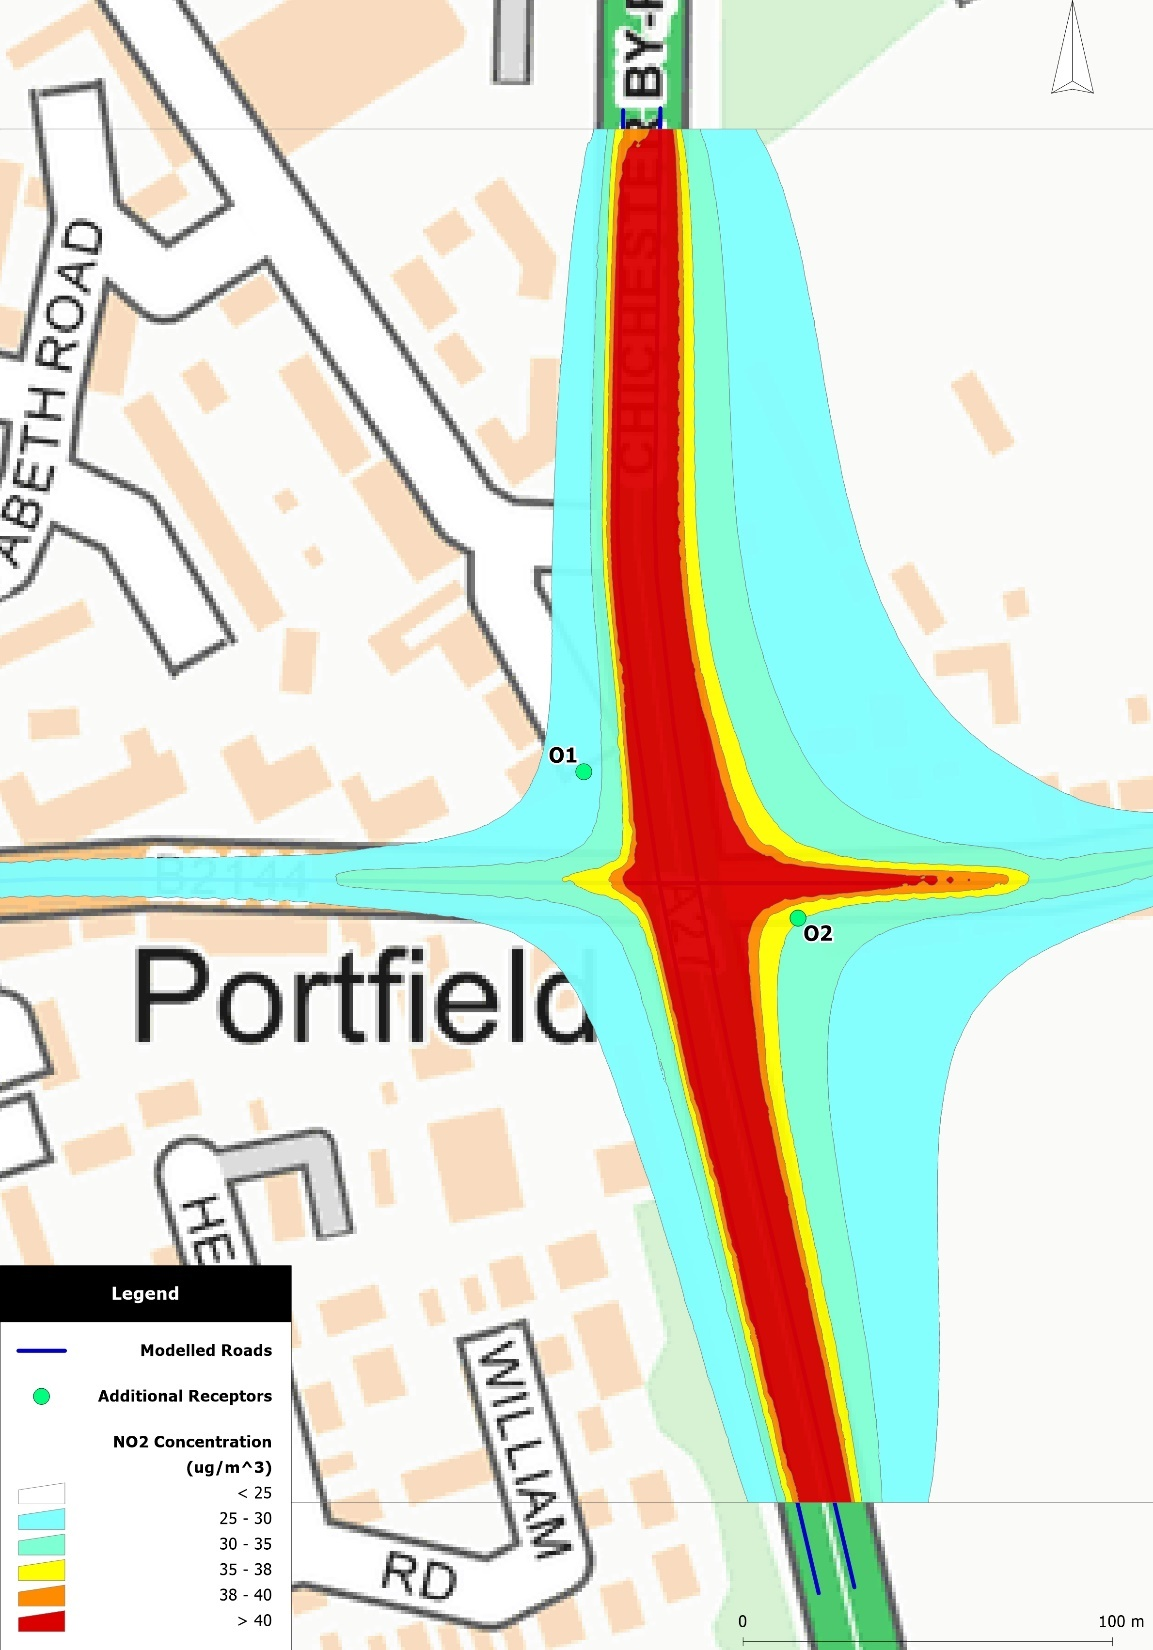 BY-
CHICHESTER
ABETH ROAD
O1
B2144
A27
O2
Portfield
HE
WILLIAM
RD
Legend
Modelled Roads
Additional Receptors
NO2 Concentration
(ug/m^3)
< 25
25 - 30
30 - 35
35 - 38
38 - 40
> 40
0 100 m